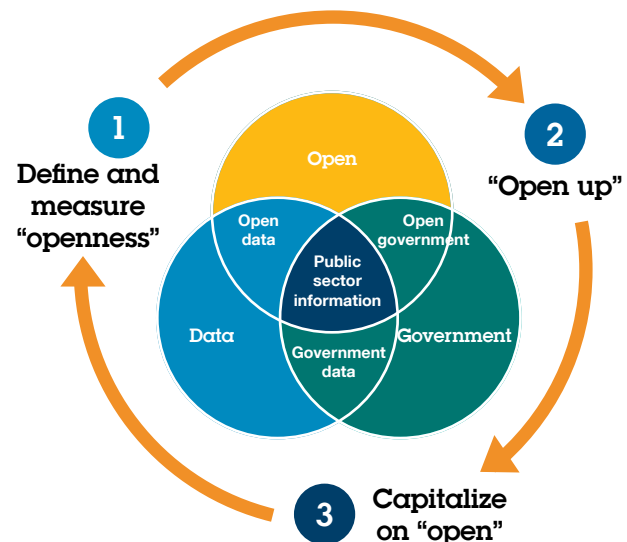 1
Define and
measure
“openness”
2
“Open up”
Open
Open
data
Open
government
Public
sector
information
Data
Government
Government
data
3
Capitalize
on “open”